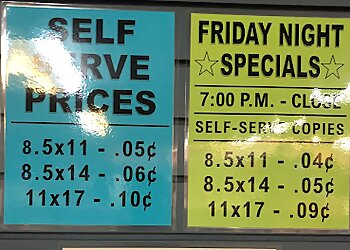 SELF
SERVE
PRICES
8.5x11 - .05¢
8.5x14 - .06¢
11x17 - .10¢
FRIDAY NIGHT
☆SPECIALS☆
7:00 P.M. - CLOSE
SELF-SERVE COPIES
8.5x11 - .04¢
8.5x14 - .05¢
11x17 - .09¢